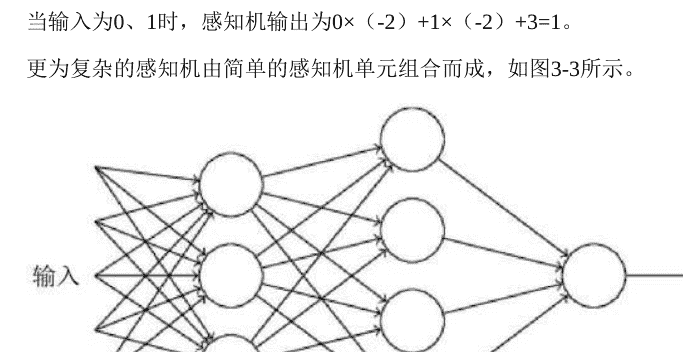 当输入为0、1时，感知机输出为0×（-2）+1×（-2）+3=1。
更为复杂的感知机由简单的感知机单元组合而成，如图3-3所示。
输入